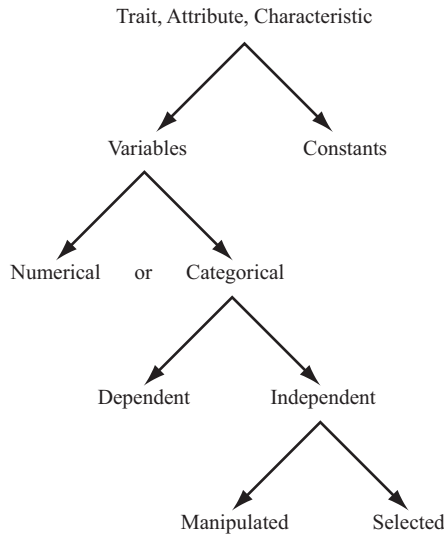 Trait, Attribute, Characteristic
Variables Constants
Numerical or Categorical
Dependent Independent
Manipulated Selected